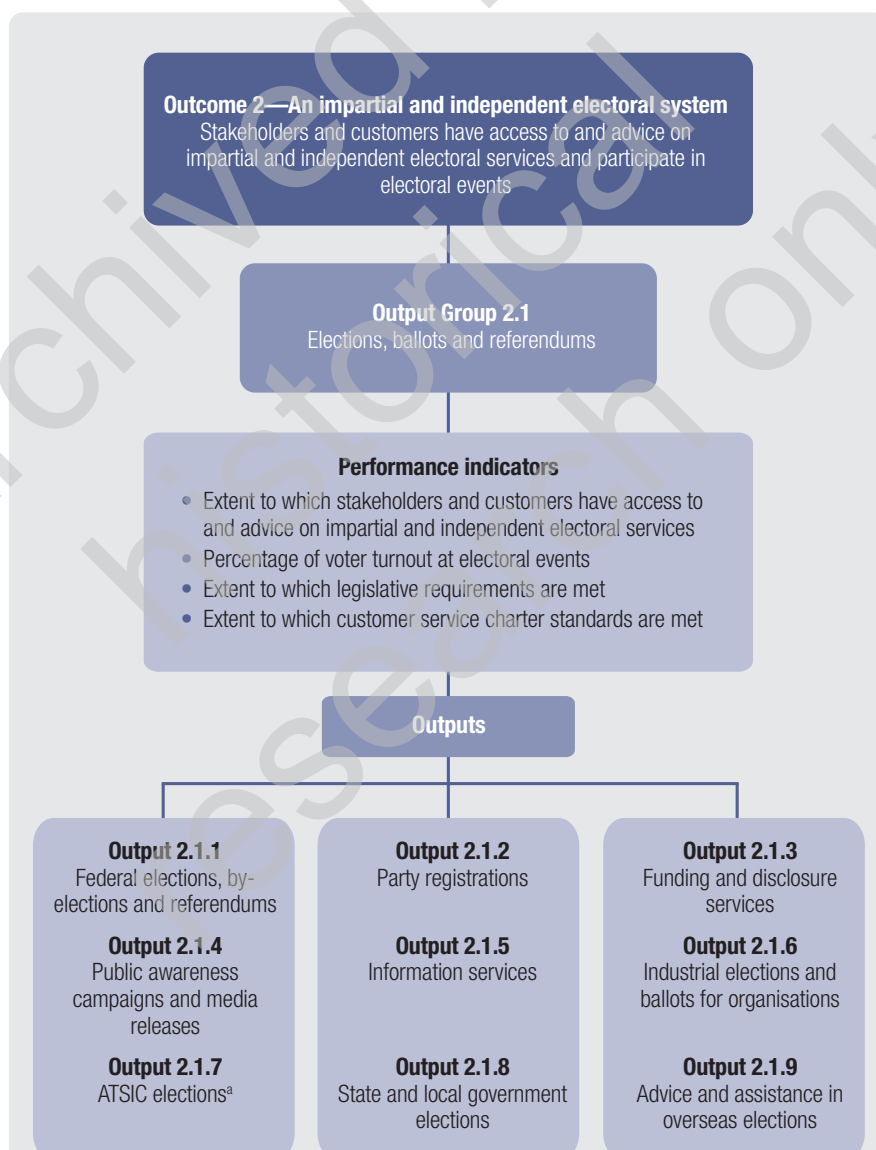 Outcome 2—An impartial and independent electoral system
Stakeholders and customers have access to and advice on
impartial and independent electoral services and participate in
electoral events
Output Group 2.1
Elections, ballots and referendums
Performance indicators
• Extent to which stakeholders and customers have access to
and advice on impartial and independent electoral services
• Percentage of voter turnout at electoral events
• Extent to which legislative requirements are met
• Extent to which customer service charter standards are met
Outputs
Output 2.1.1
Federal elections, by-
elections and referendums
Output 2.1.4
Public awareness
campaigns and media
releases
Output 2.1.7
ATSIC electionsᵃ
Output 2.1.2
Party registrations
Output 2.1.5
Information services
Output 2.1.8
State and local government
elections
Output 2.1.3
Funding and disclosure
services
Output 2.1.6
Industrial elections and
ballots for organisations
Output 2.1.9
Advice and assistance in
overseas elections
historical
research onl